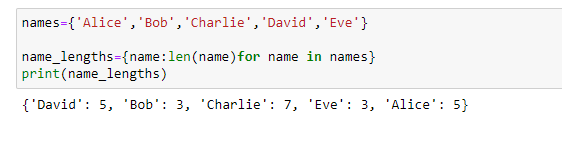 names={'Alice','Bob','Charlie','David','Eve'}
name_lengths={name:len(name)for name in names}
print(name_lengths)
{'David': 5, 'Bob': 3, 'Charlie': 7, 'Eve': 3, 'Alice': 5}